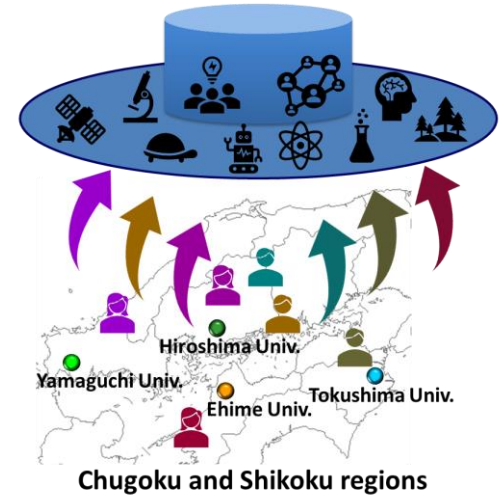 Hiroshima Univ.
Yamaguchi Univ.
Ehime Univ.
Tokushima Univ.
Chugoku and Shikoku regions